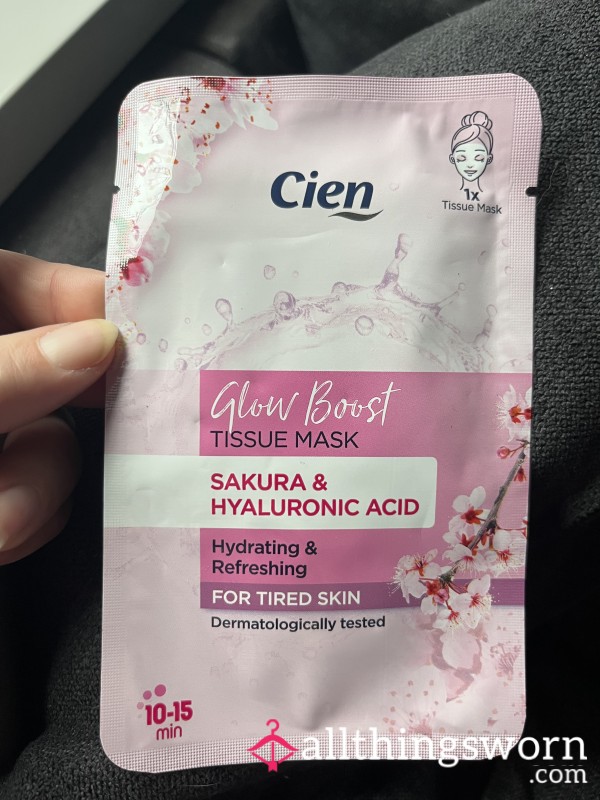 Cien
1x
Tissue Mask
Glow Boost
TISSUE MASK
SAKURA &
HYALURONIC ACID
Hydrating &
Refreshing
FOR TIRED SKIN
Dermatologically tested
10-15
min
allthingsworn
.com